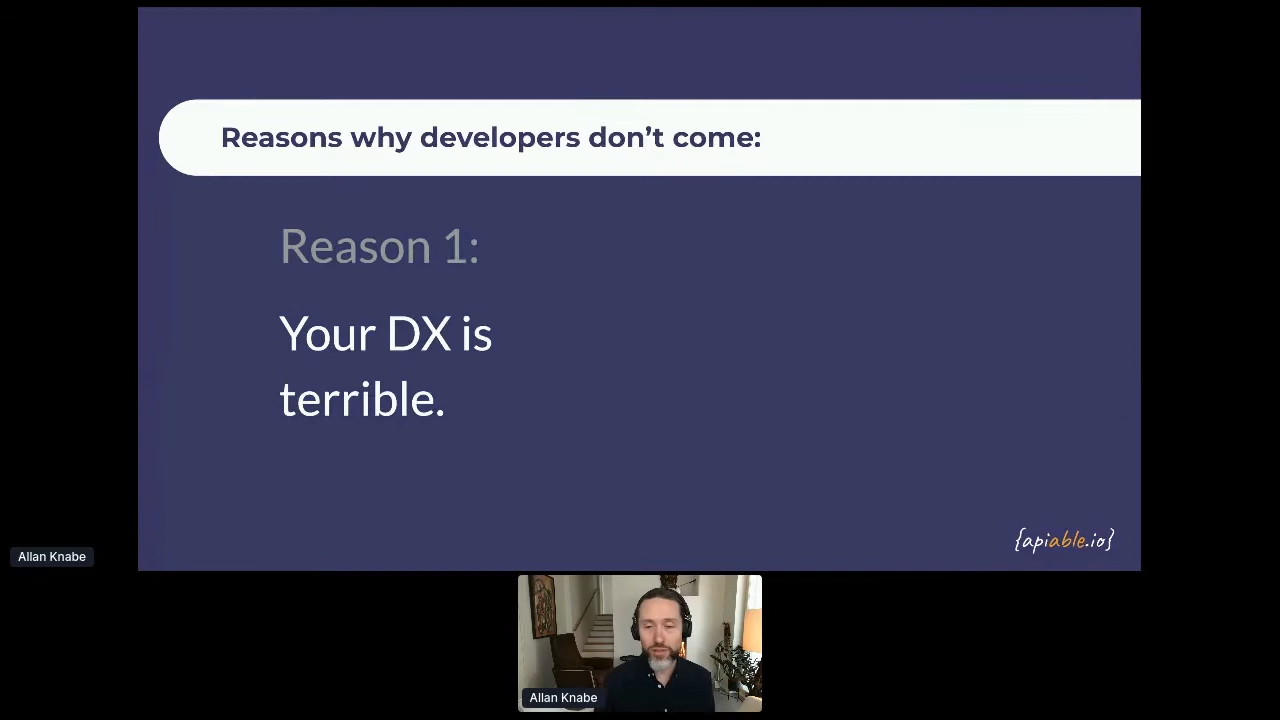 Reasons why developers don’t come:
Reason 1:
Your DX is
terrible.
{apiable.io}
Allan Knabe
Allan Knabe